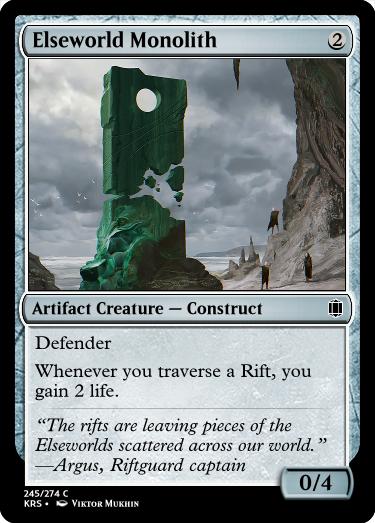 Elseworld Monolith 2
Artifact Creature — Construct
Defender
Whenever you traverse a Rift, you
gain 2 life.
“The rifts are leaving pieces of the
Elseworlds scattered across our world.”
—Argus, Riftguard captain
0/4
245/274 C
KRS • Viktor Mukhin